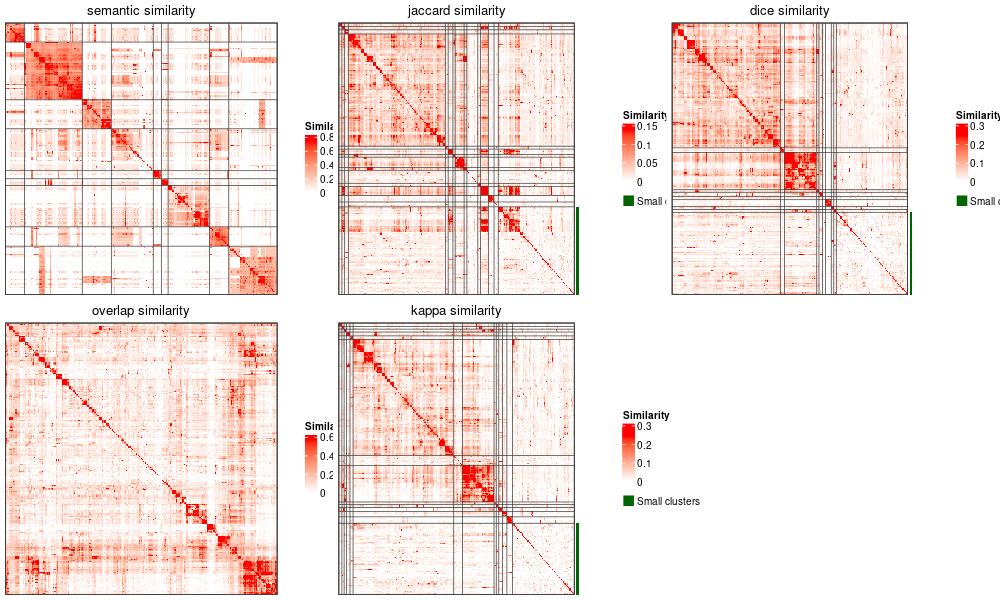 semantic similarity
jaccard similarity
dice similarity
Simila
0.8
0.6
0.4
0.2
0
Similarity
0.15
0.1
0.05
0
Small
Similarity
0.3
0.2
0.1
0
Small c
overlap similarity
kappa similarity
Simila
0.6
0.4
0.2
0
Similarity
0.3
0.2
0.1
0
Small clusters